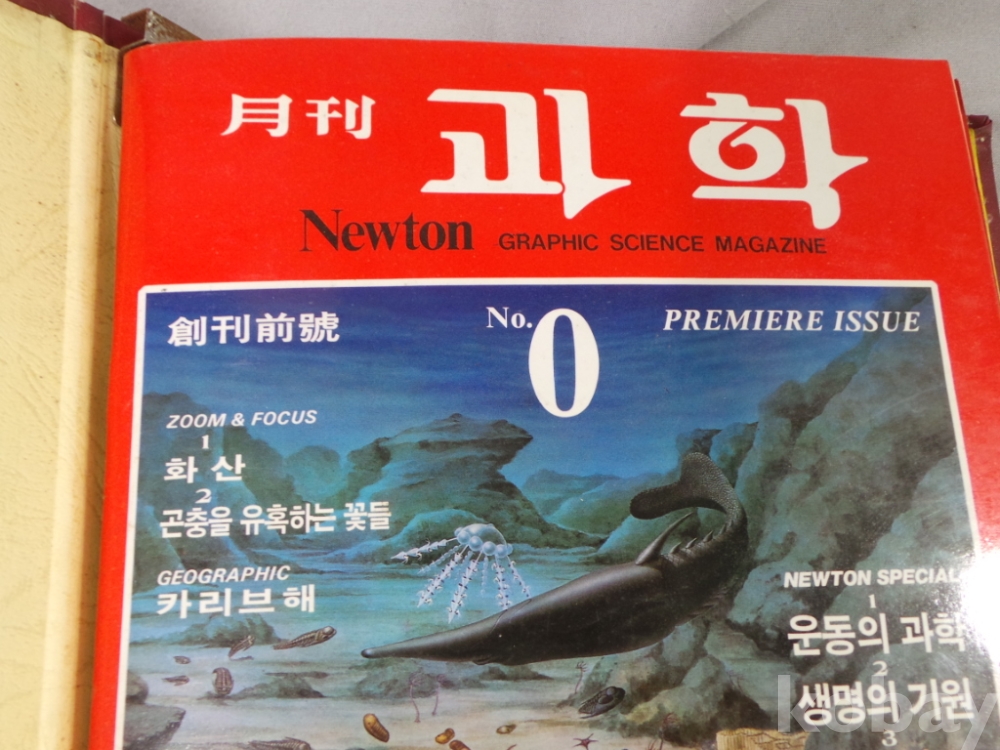 月刊 과학
Newton GRAPHIC SCIENCE MAGAZINE
創刊前號
No. 0
PREMIERE ISSUE
ZOOM & FOCUS
1
화산
2
곤충을 유혹하는 꽃들
GEOGRAPHIC
카리브해
NEWTON SPECIAL
1
운동의 과학
2
생명의 기원
3
kobay